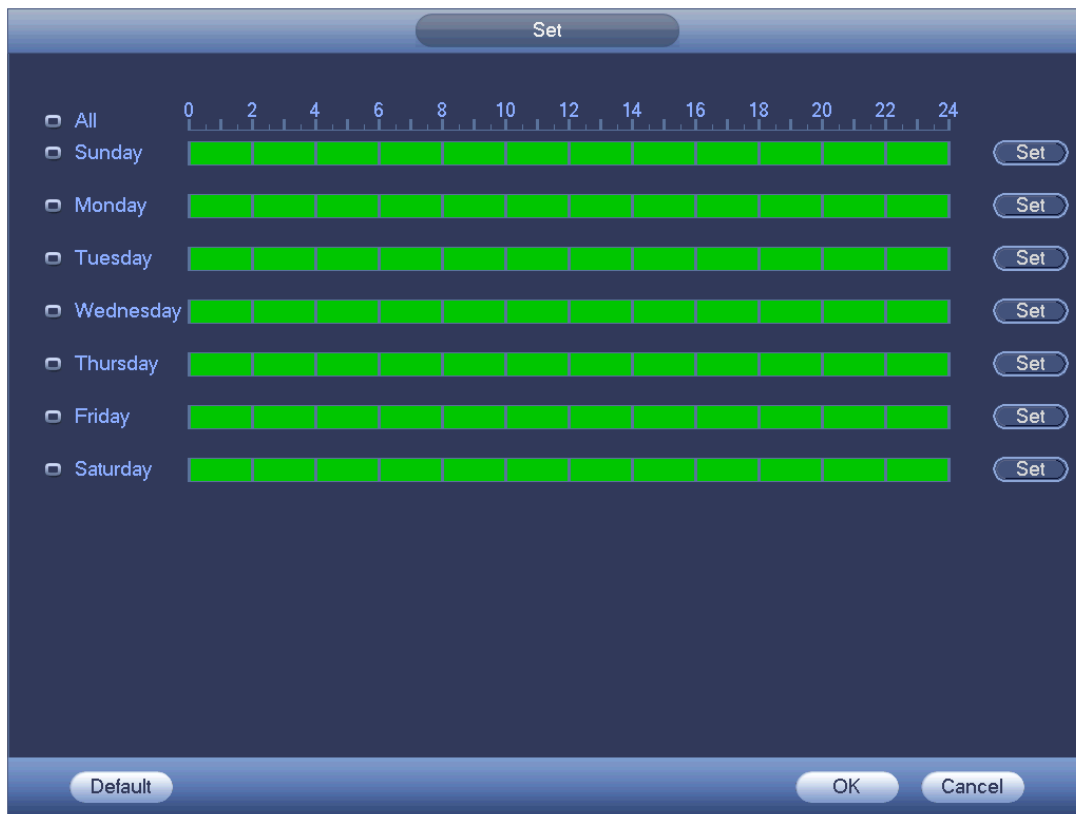 Set
0 2 4 6 8 10 12 14 16 18 20 22 24
All
Sunday Set
Monday Set
Tuesday Set
Wednesday Set
Thursday Set
Friday Set
Saturday Set
Default OK Cancel